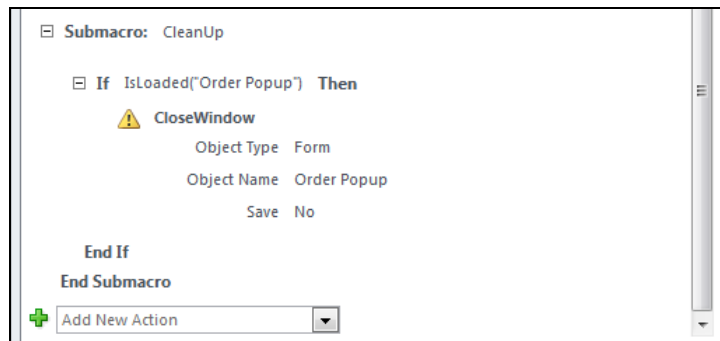 Submacro: CleanUp
If IsLoaded("Order Popup") Then
CloseWindow
Object Type Form
Object Name Order Popup
Save No
End If
End Submacro
Add New Action